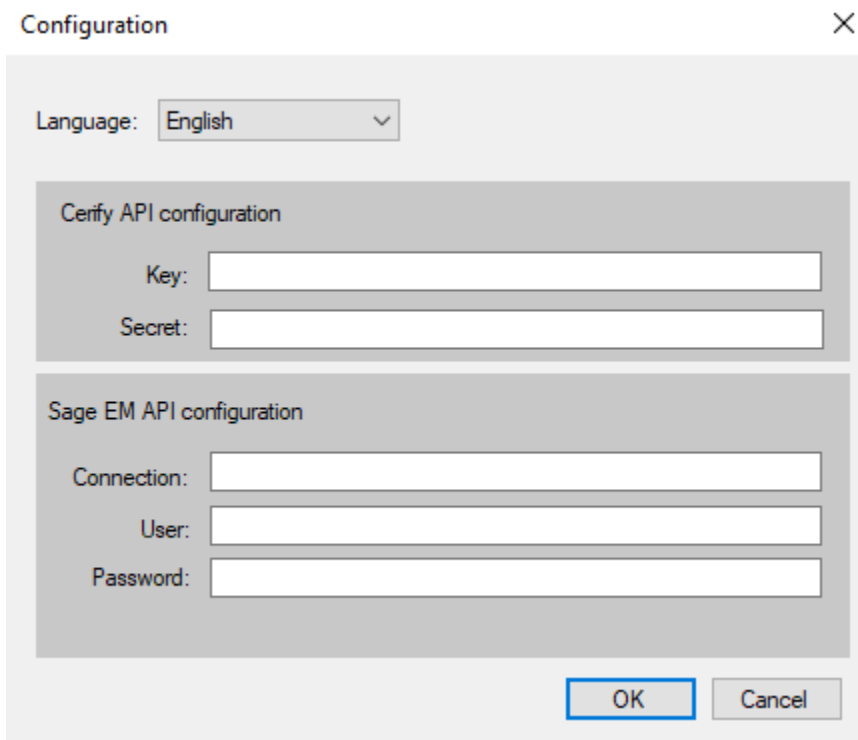 Configuration
Language: English
Cerify API configuration
Key:
Secret:
Sage EM API configuration
Connection:
User:
Password:
OK Cancel